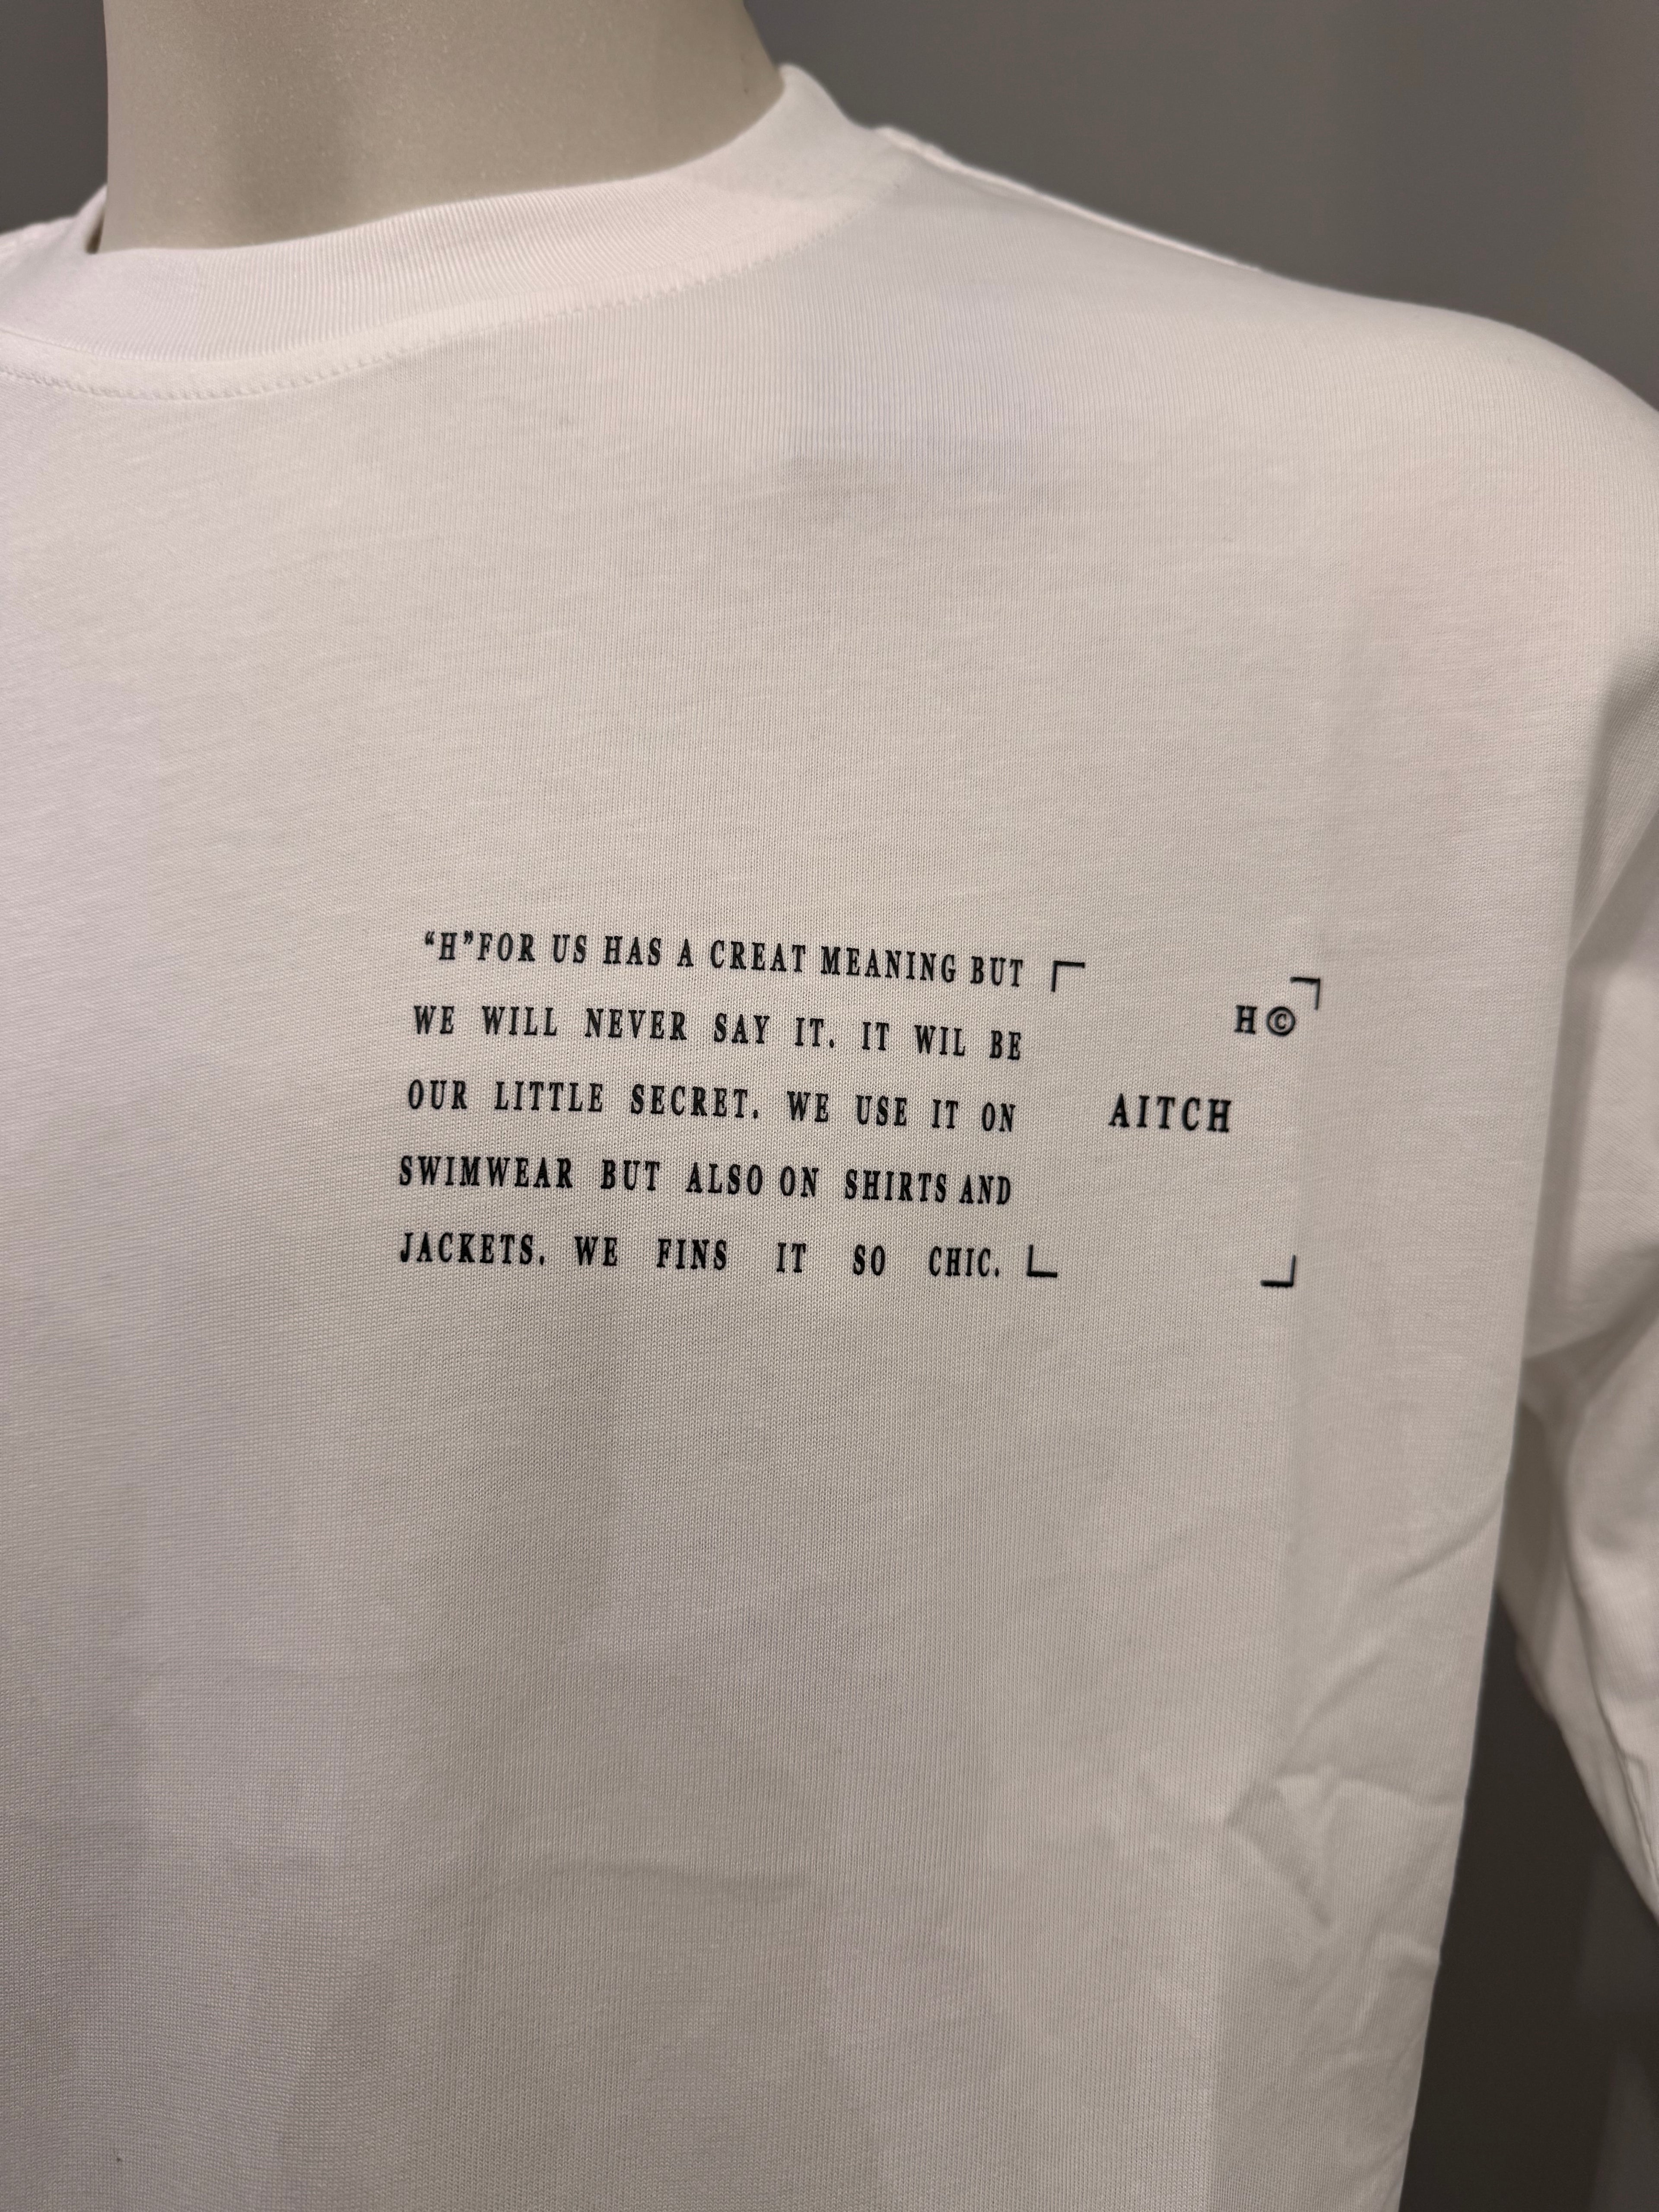 “H”FOR US HAS A CREAT MEANING BUT
WE WILL NEVER SAY IT. IT WIL BE
OUR LITTLE SECRET. WE USE IT ON
SWIMWEAR BUT ALSO ON SHIRTS AND
JACKETS. WE FINS IT SO CHIC.
H©
AITCH